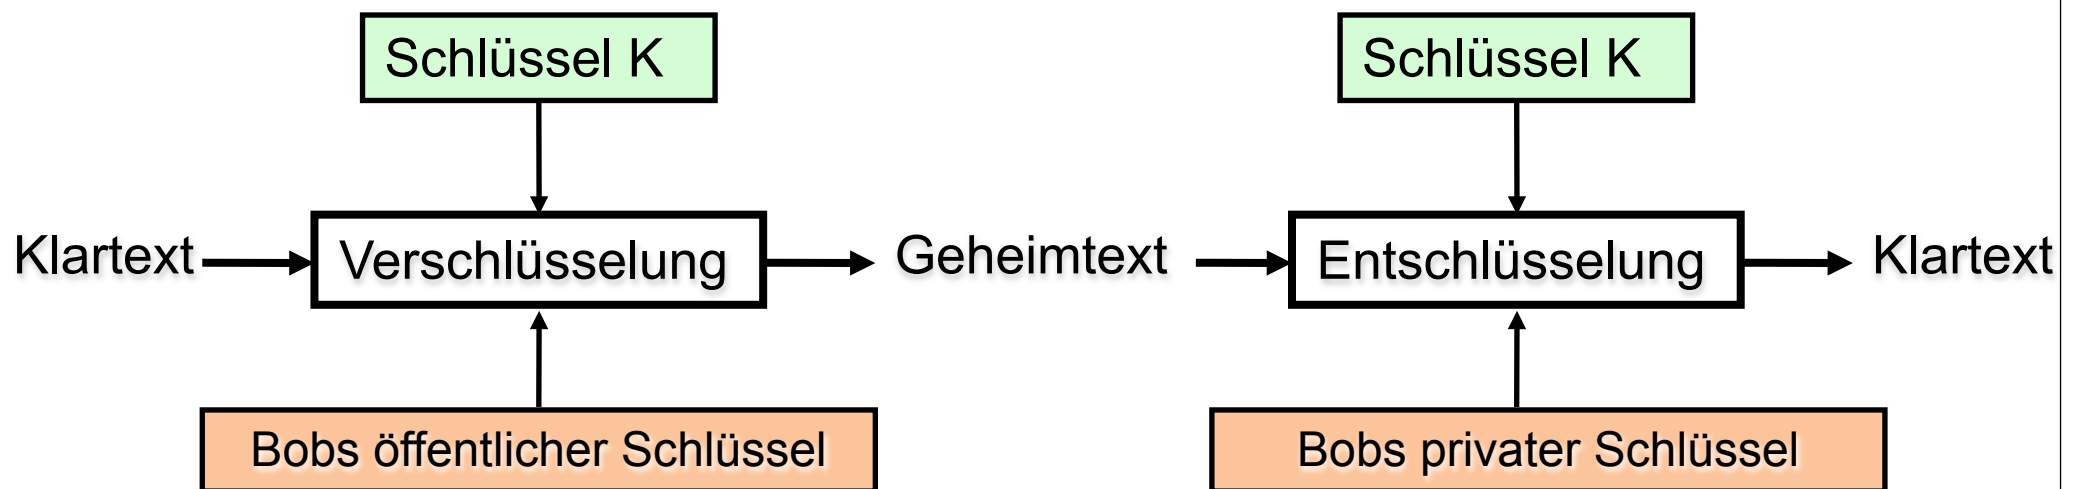 Schlüssel K
Schlüssel K
Klartext
Verschlüsselung
Geheimtext
Entschlüsselung
Klartext
Bobs öffentlicher Schlüssel
Bobs privater Schlüssel